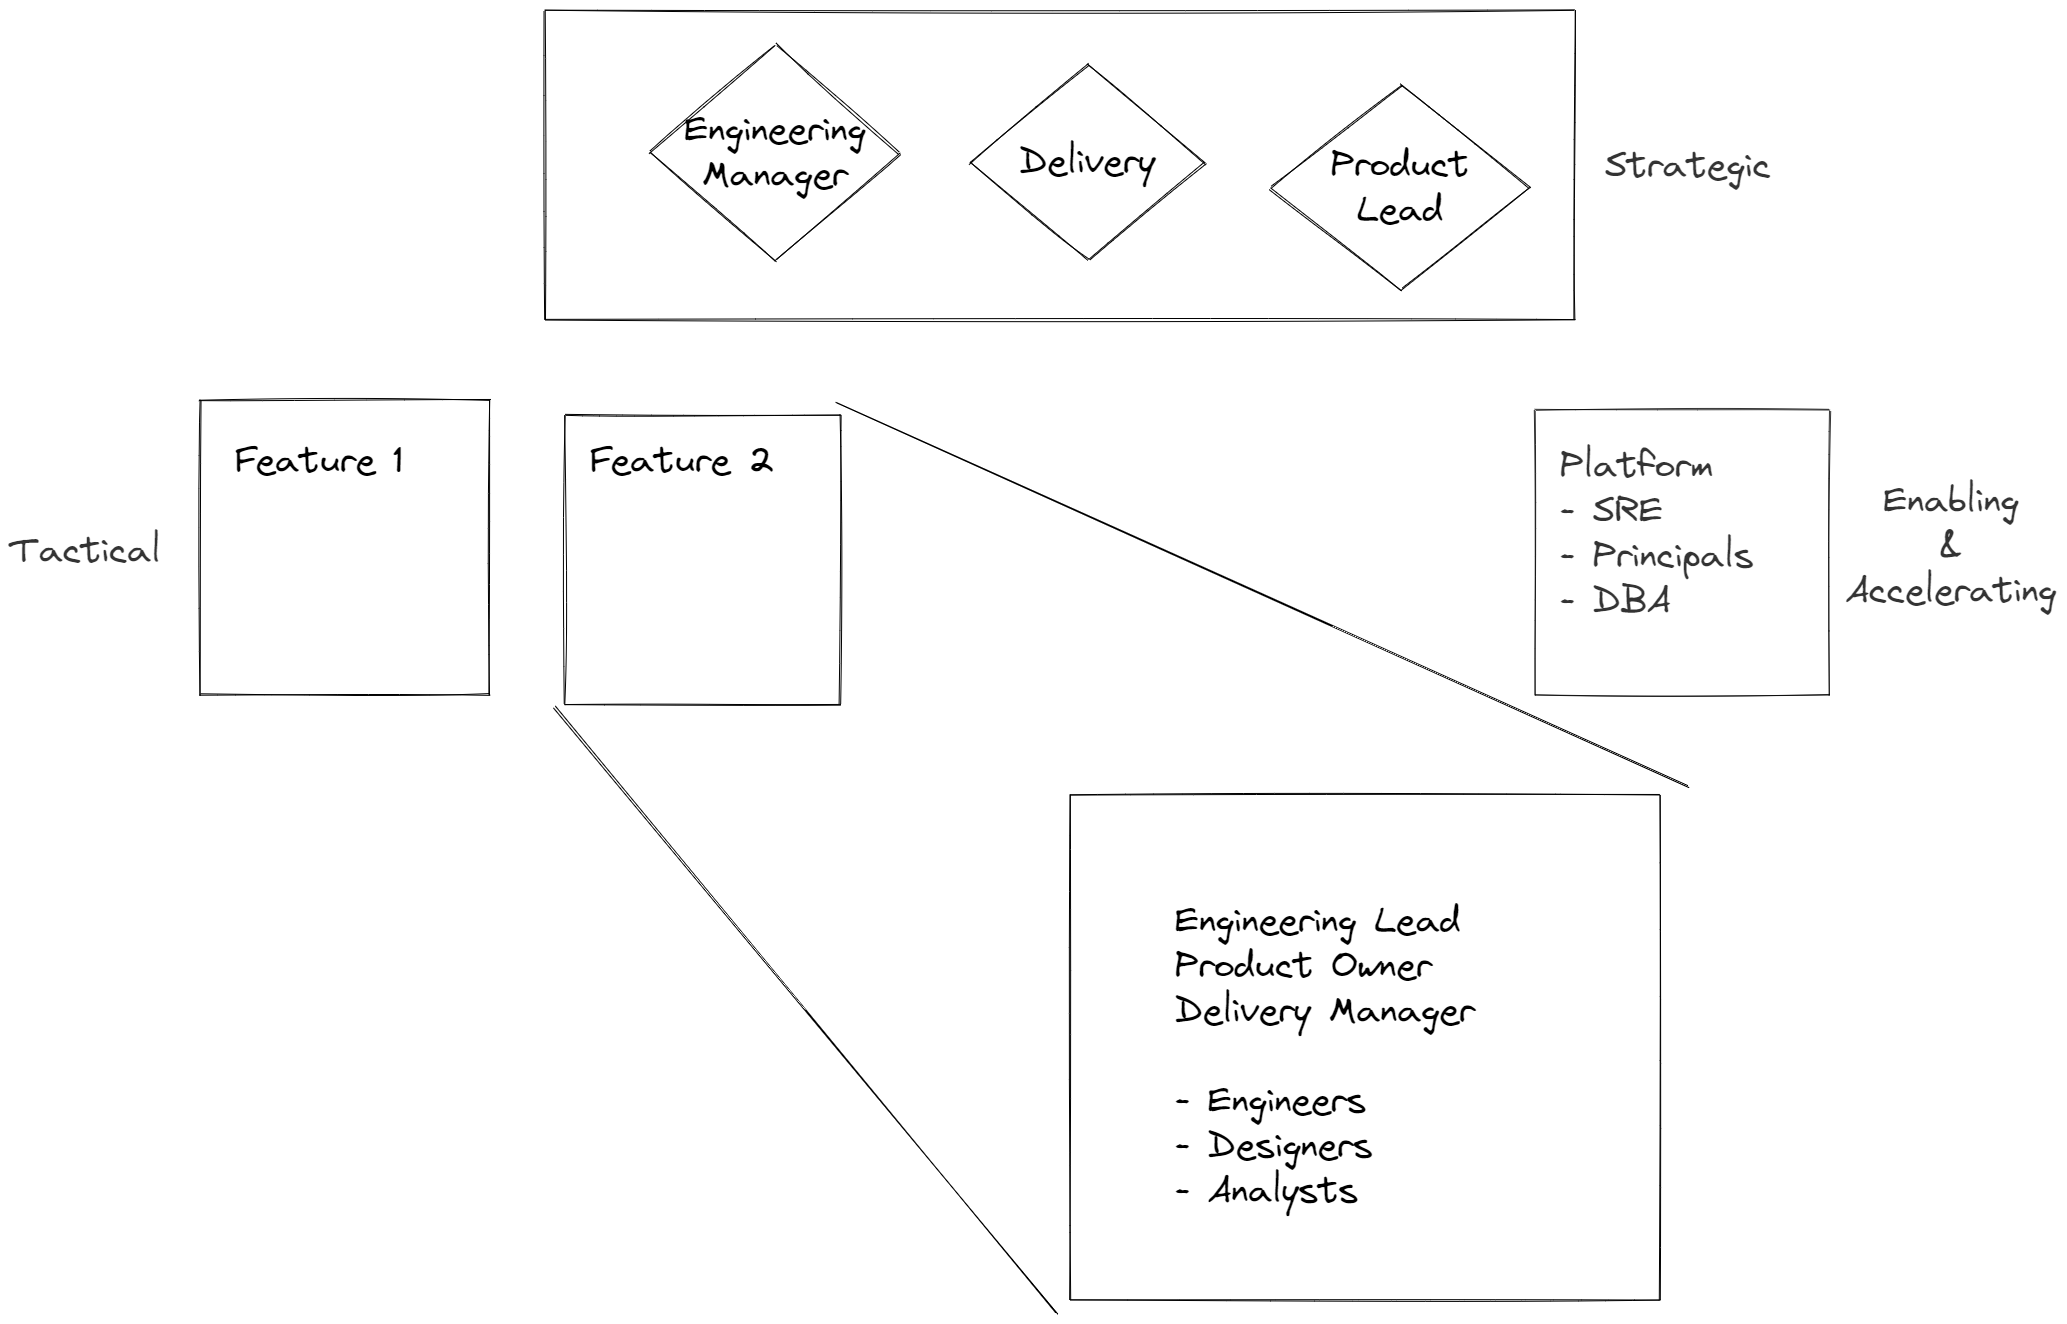 Engineering
Manager
Delivery
Product
Lead
Strategic
Tactical
Feature 1
Feature 2
Platform
- SRE
- Principals
- DBA
Enabling
&
Accelerating
Engineering Lead
Product Owner
Delivery Manager
- Engineers
- Designers
- Analysts